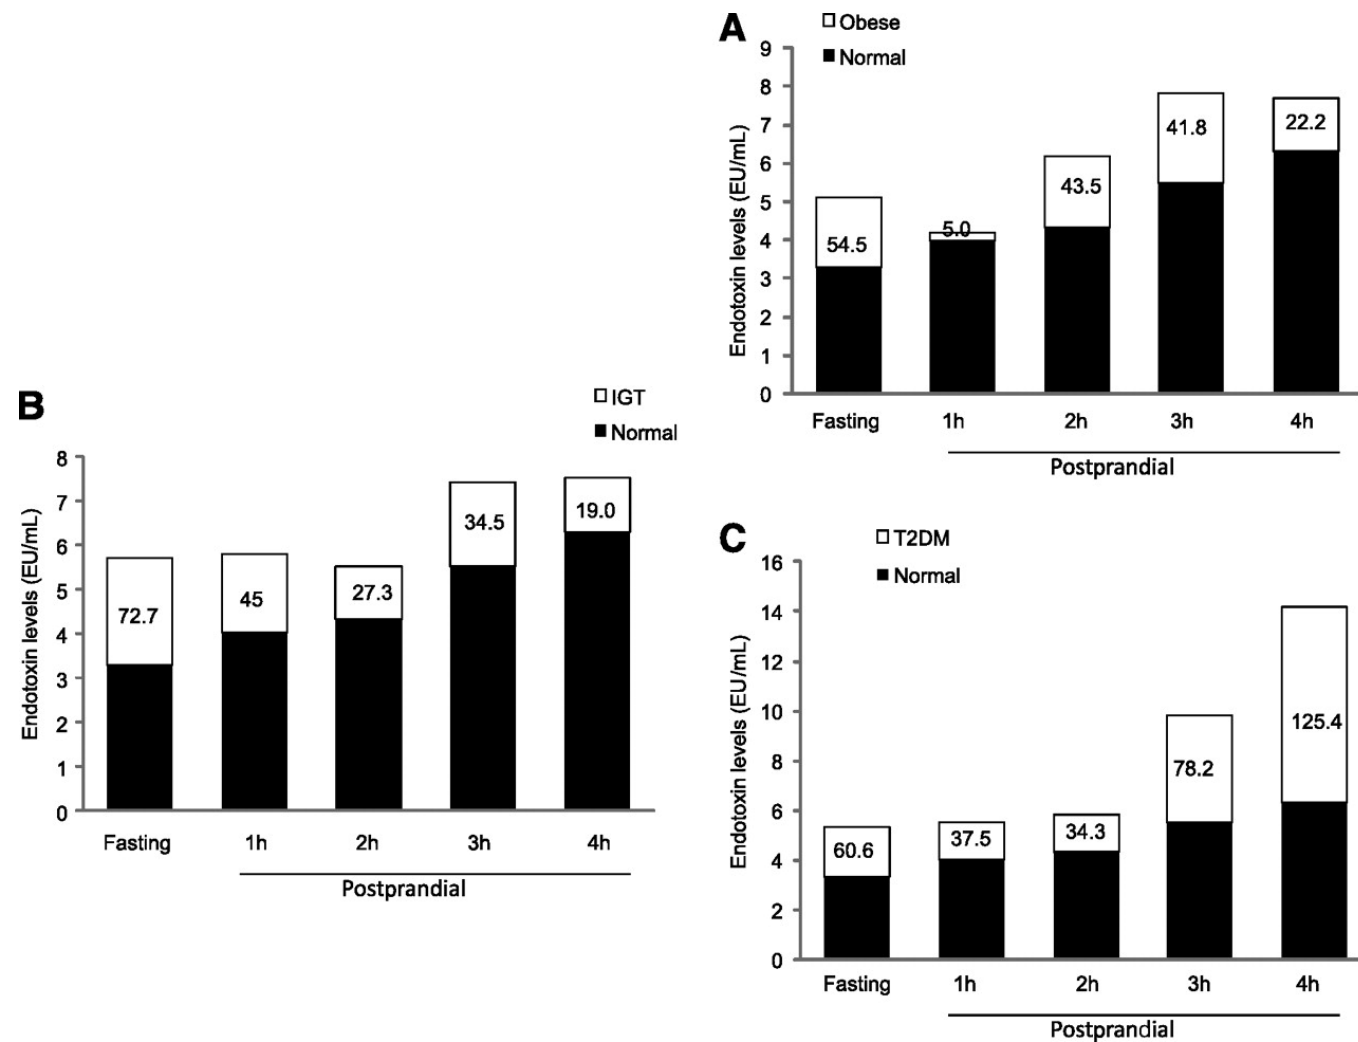 A
Obese
Normal
Endotoxin levels (EU/mL)
9
8
7
6
5
4
3
2
1
0
54.5
5.0
43.5
41.8
22.2
Fasting 1h 2h 3h 4h
Postprandial
B
IGT
Normal
Endotoxin levels (EU/mL)
8
7
6
5
4
3
2
1
0
72.7
45
27.3
34.5
19.0
Fasting 1h 2h 3h 4h
Postprandial
C
T2DM
Normal
Endotoxin levels (EU/mL)
16
14
12
10
8
6
4
2
0
60.6
37.5
34.3
78.2
125.4
Fasting 1h 2h 3h 4h
Postprandial